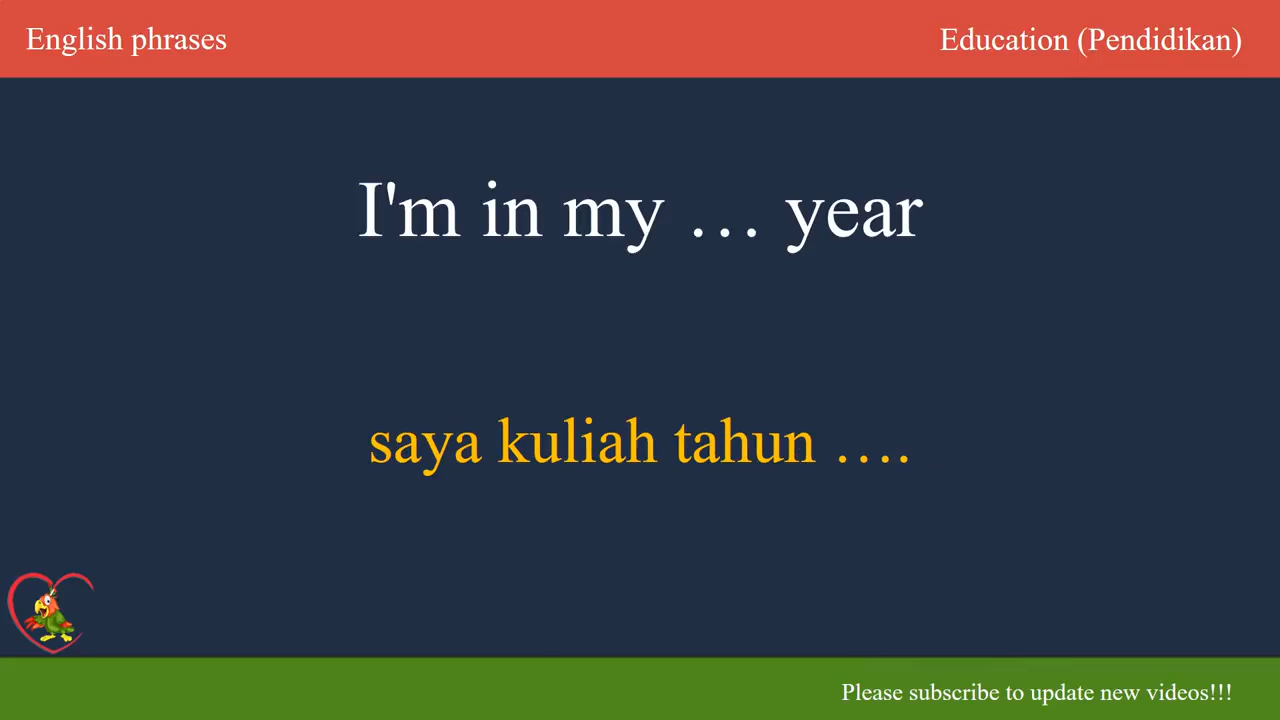 English phrases
Education (Pendidikan)
I'm in my … year
saya kuliah tahun ….
Please subscribe to update new videos!!!